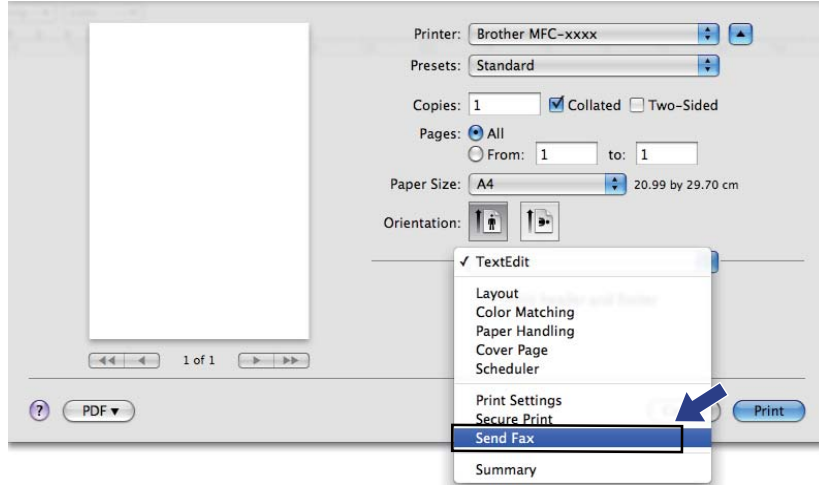 Printer: Brother MFC-xxxx
Presets: Standard
Copies: 1 Collated Two-Sided
Pages: All
From: 1 to: 1
Paper Size: A4 20.99 by 29.70 cm
Orientation:
✓ TextEdit
Layout
Color Matching
Paper Handling
Cover Page
Scheduler
1 of 1
Print Settings
Secure Print
Send Fax
Summary
? PDF ▼ Print